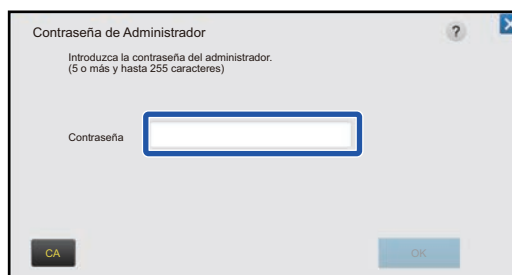 Contraseña de Administrador
?
Introduzca la contraseña del administrador.
(5 o más y hasta 255 caracteres)
Contraseña
CA
OK